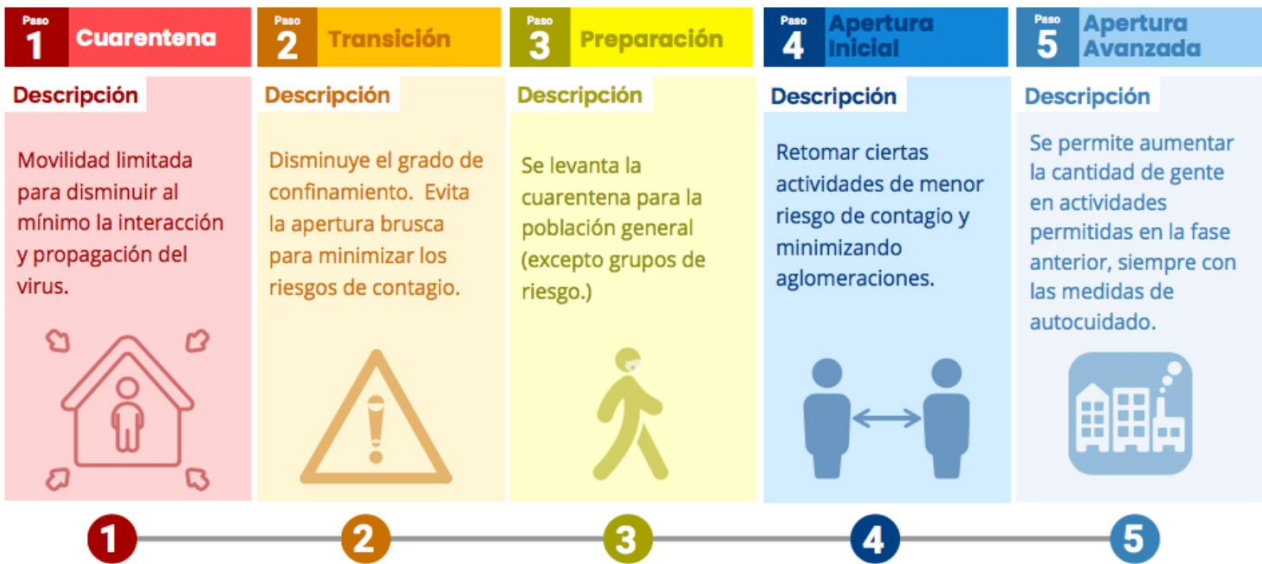 Paso
1
Cuarentena
Descripción
Movilidad limitada
para disminuir al
mínimo la interacción
y propagación del
virus.
Paso
2
Transición
Descripción
Disminuye el grado de
confinamiento. Evita
la apertura brusca
para minimizar los
riesgos de contagio.
Paso
3
Preparación
Descripción
Se levanta la
cuarentena para la
población general
(excepto grupos de
riesgo.)
Paso
4
Apertura
Inicial
Descripción
Retomar ciertas
actividades de menor
riesgo de contagio y
minimizando
aglomeraciones.
Paso
5
Apertura
Avanzada
Descripción
Se permite aumentar
la cantidad de gente
en actividades
permitidas en la fase
anterior, siempre con
las medidas de
autocuidado.
1
2
3
4
5